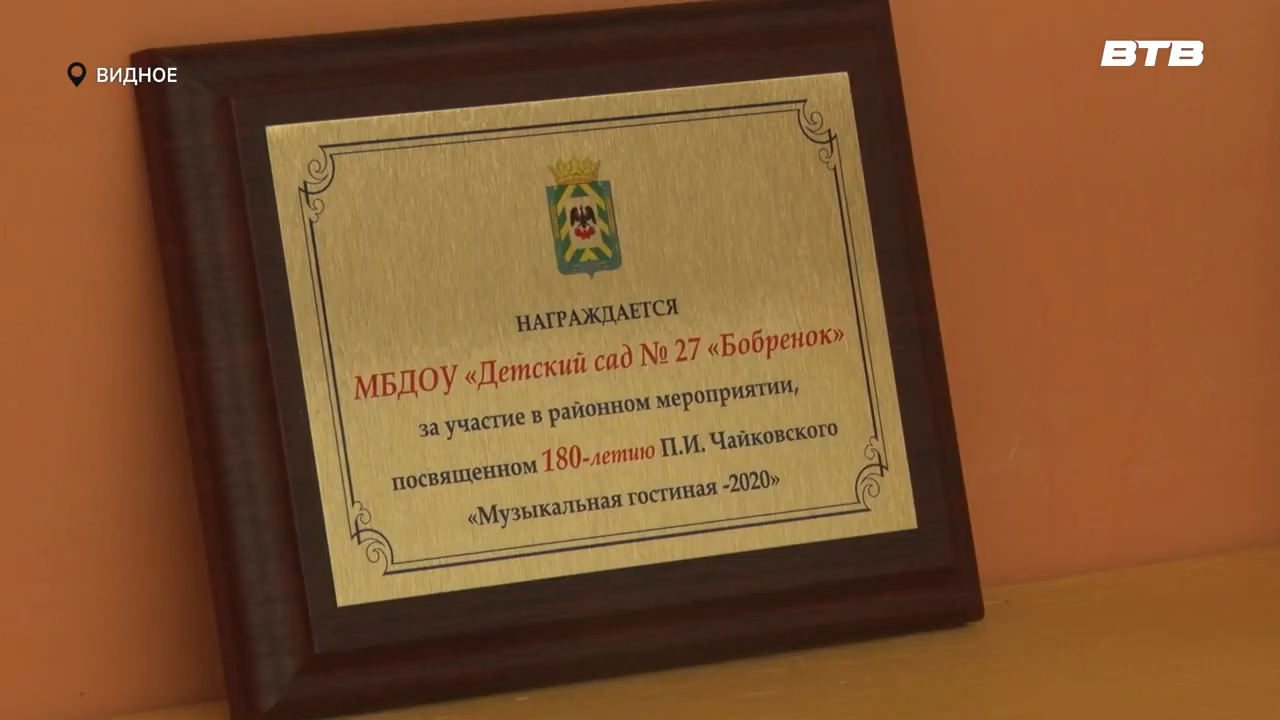 ВИДНОЕ
ВТВ
НАГРАЖДАЕТСЯ
МБДОУ «Детский сад № 27 «Бобренок»
за участие в районном мероприятии,
посвященном 180-летию П.И. Чайковского
«Музыкальная гостиная -2020»